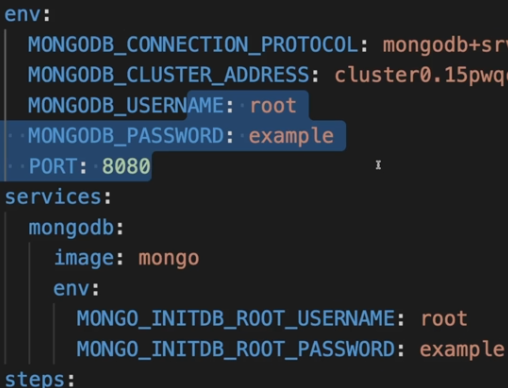 env:
MONGODB_CONNECTION_PROTOCOL: mongodb+srv
MONGODB_CLUSTER_ADDRESS: cluster0.15pwq
MONGODB_USERNAME: root
MONGODB_PASSWORD: example
PORT: 8080
services:
mongodb:
image: mongo
env:
MONGO_INITDB_ROOT_USERNAME: root
MONGO_INITDB_ROOT_PASSWORD: example
steps: